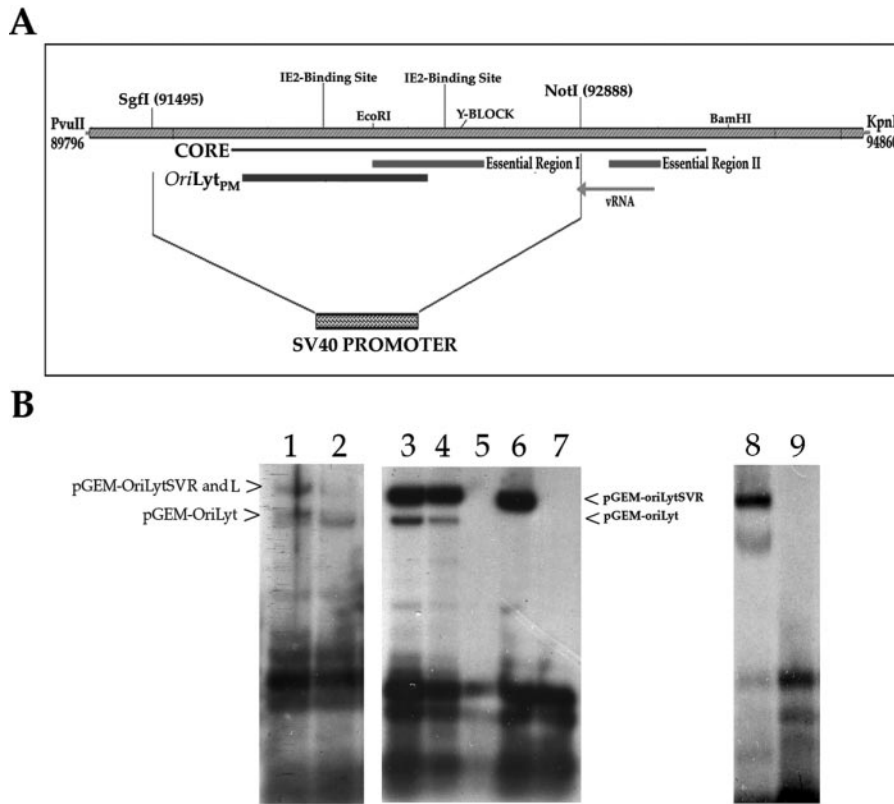 A
IE2-Binding Site IE2-Binding Site
SgfI (91495) NotI (92888)
EcoRI Y-BLOCK BamHI
PvuII KpnI
89796 94860
CORE
Essential Region I Essential Region II
OriLytPM
vRNA
SV40 PROMOTER
B
1 2 3 4 5 6 7 8 9
pGEM-OriLytSVR and L > < pGEM-oriLytSVR
pGEM-OriLyt > < pGEM-oriLyt